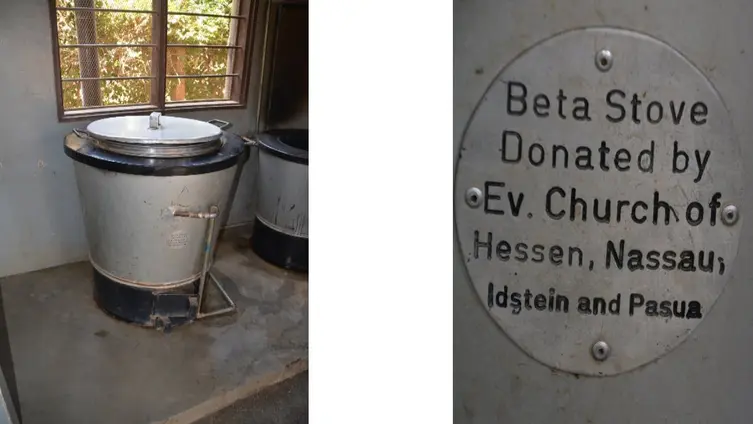 Beta Stove
Donated by
Ev. Church of
Hessen, Nassau,
Idstein and Pasua